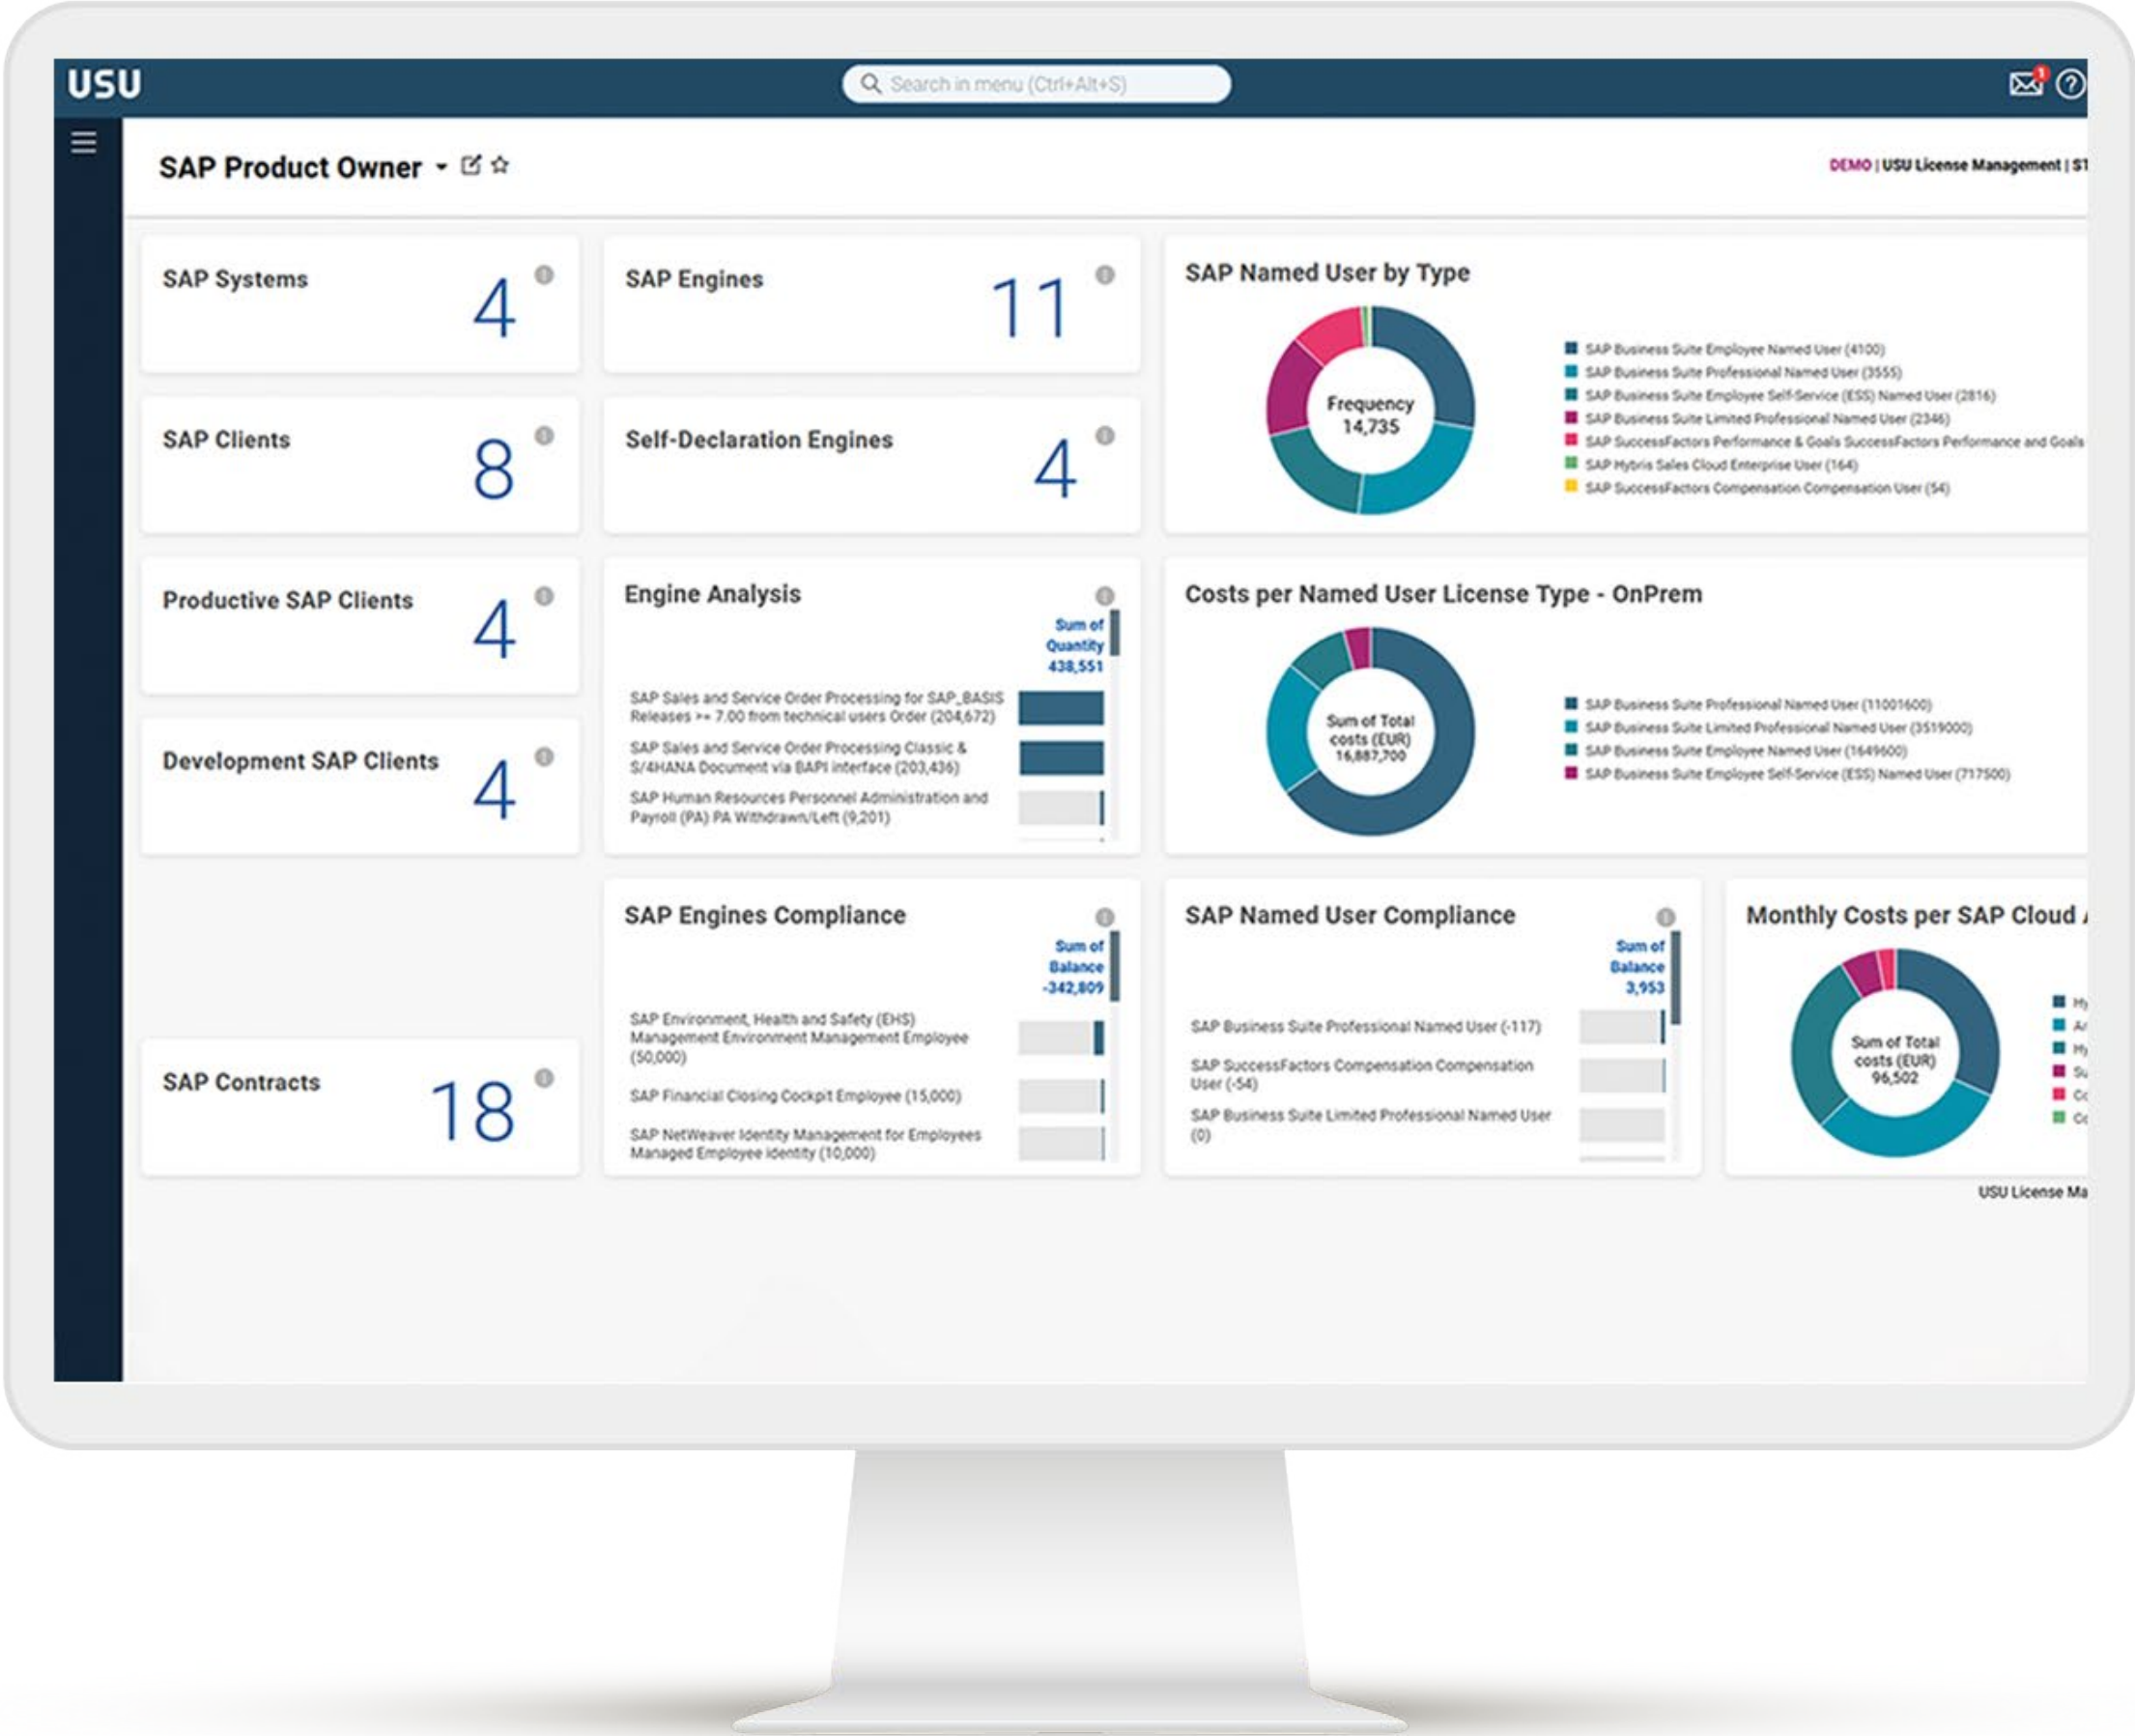 USU
Search in menu (Ctrl+Alt+S)
1
?
SAP Product Owner
DEMO | USU License Management |
SAP Systems
4
SAP Engines
11
SAP Named User by Type
Frequency
14,735
SAP Business Suite Employee Named User (4100)
SAP Business Suite Professional Named User (3555)
SAP Business Suite Employee Self-Service (ESS) Named User (2816)
SAP Business Suite Limited Professional Named User (2346)
SAP SuccessFactors Performance & Goals SuccessFactors Performance and Goals
SAP Hybris Sales Cloud Enterprise User (164)
SAP SuccessFactors Compensation Compensation User (54)
SAP Clients
8
Self-Declaration Engines
4
Productive SAP Clients
4
Engine Analysis
Sum of
Quantity
438,551
SAP Sales and Service Order Processing for SAP_BASIS
Releases >= 7.00 from technical users Order (204,672)
SAP Sales and Service Order Processing Classic &
S/4HANA Document via BAPI interface (203,436)
SAP Human Resources Personnel Administration and
Payroll (PA) PA Withdrawn/Left (9,201)
Costs per Named User License Type - OnPrem
Sum of Total
costs (EUR)
16,887,700
SAP Business Suite Professional Named User (11001600)
SAP Business Suite Limited Professional Named User (3519000)
SAP Business Suite Employee Named User (1649600)
SAP Business Suite Employee Self-Service (ESS) Named User (717500)
Development SAP Clients
4
SAP Engines Compliance
Sum of
Balance
-342,809
SAP Environment, Health and Safety (EHS)
Management Environment Management Employee
(50,000)
SAP Financial Closing Cockpit Employee (15,000)
SAP NetWeaver Identity Management for Employees
Managed Employee identity (10,000)
SAP Named User Compliance
Sum of
Balance
3,953
SAP Business Suite Professional Named User (-117)
SAP SuccessFactors Compensation Compensation
User (-54)
SAP Business Suite Limited Professional Named User
(0)
Monthly Costs per SAP Cloud
Sum of Total
costs (EUR)
96,502
SAP Contracts
18
USU License Ma